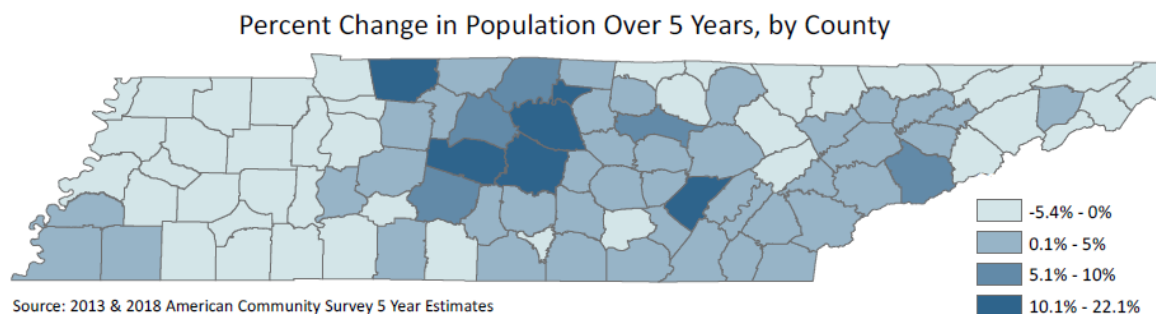 Percent Change in Population Over 5 Years, by County
-5.4% - 0%
0.1% - 5%
5.1% - 10%
10.1% - 22.1%
Source: 2013 & 2018 American Community Survey 5 Year Estimates